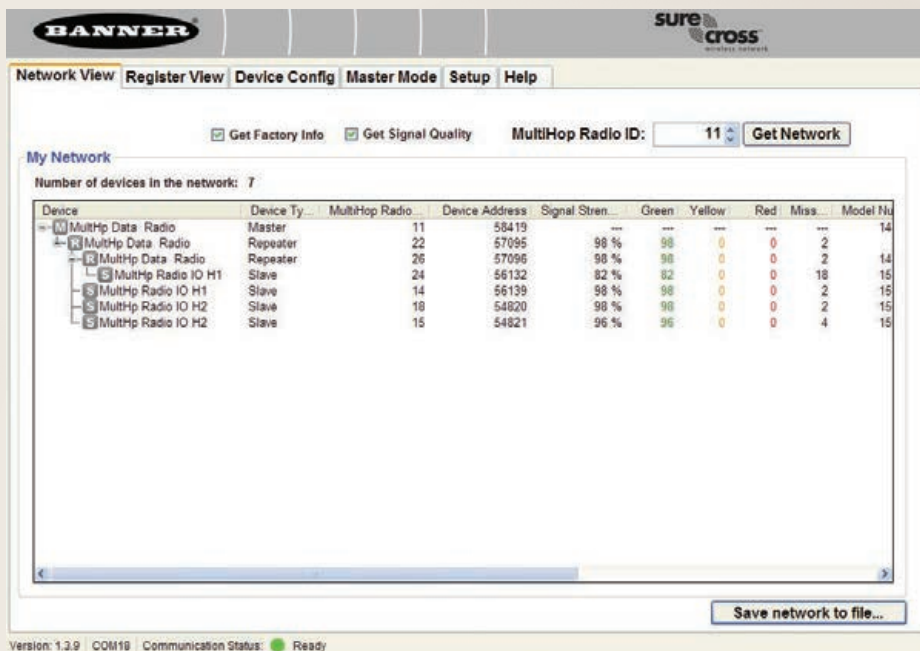 BANNER
sure
cross
wireless network
Network View Register View Device Config Master Mode Setup Help
Get Factory Info Get Signal Quality MultiHop Radio ID: 11 Get Network
My Network
Number of devices in the network: 7
Device Device Ty... MultiHop Radio... Device Address Signal Stren... Green Yellow Red Miss... Model Nu
M MultHp Data Radio Master 11 58419 --- --- --- --- --- 14
R MultHp Data Radio Repeater 22 57095 98 % 98 0 0 2
R MultHp Data Radio Repeater 26 57096 98 % 98 0 0 2 14
S MultHp Radio IO H1 Slave 24 56132 82 % 82 0 0 18 15
S MultHp Radio IO H1 Slave 14 56139 98 % 98 0 0 2 15
S MultHp Radio IO H2 Slave 18 54820 98 % 98 0 0 2 15
S MultHp Radio IO H2 Slave 15 54821 96 % 96 0 0 4 15
Save network to file...
Version: 1.3.9 COM18 Communication Status: Ready